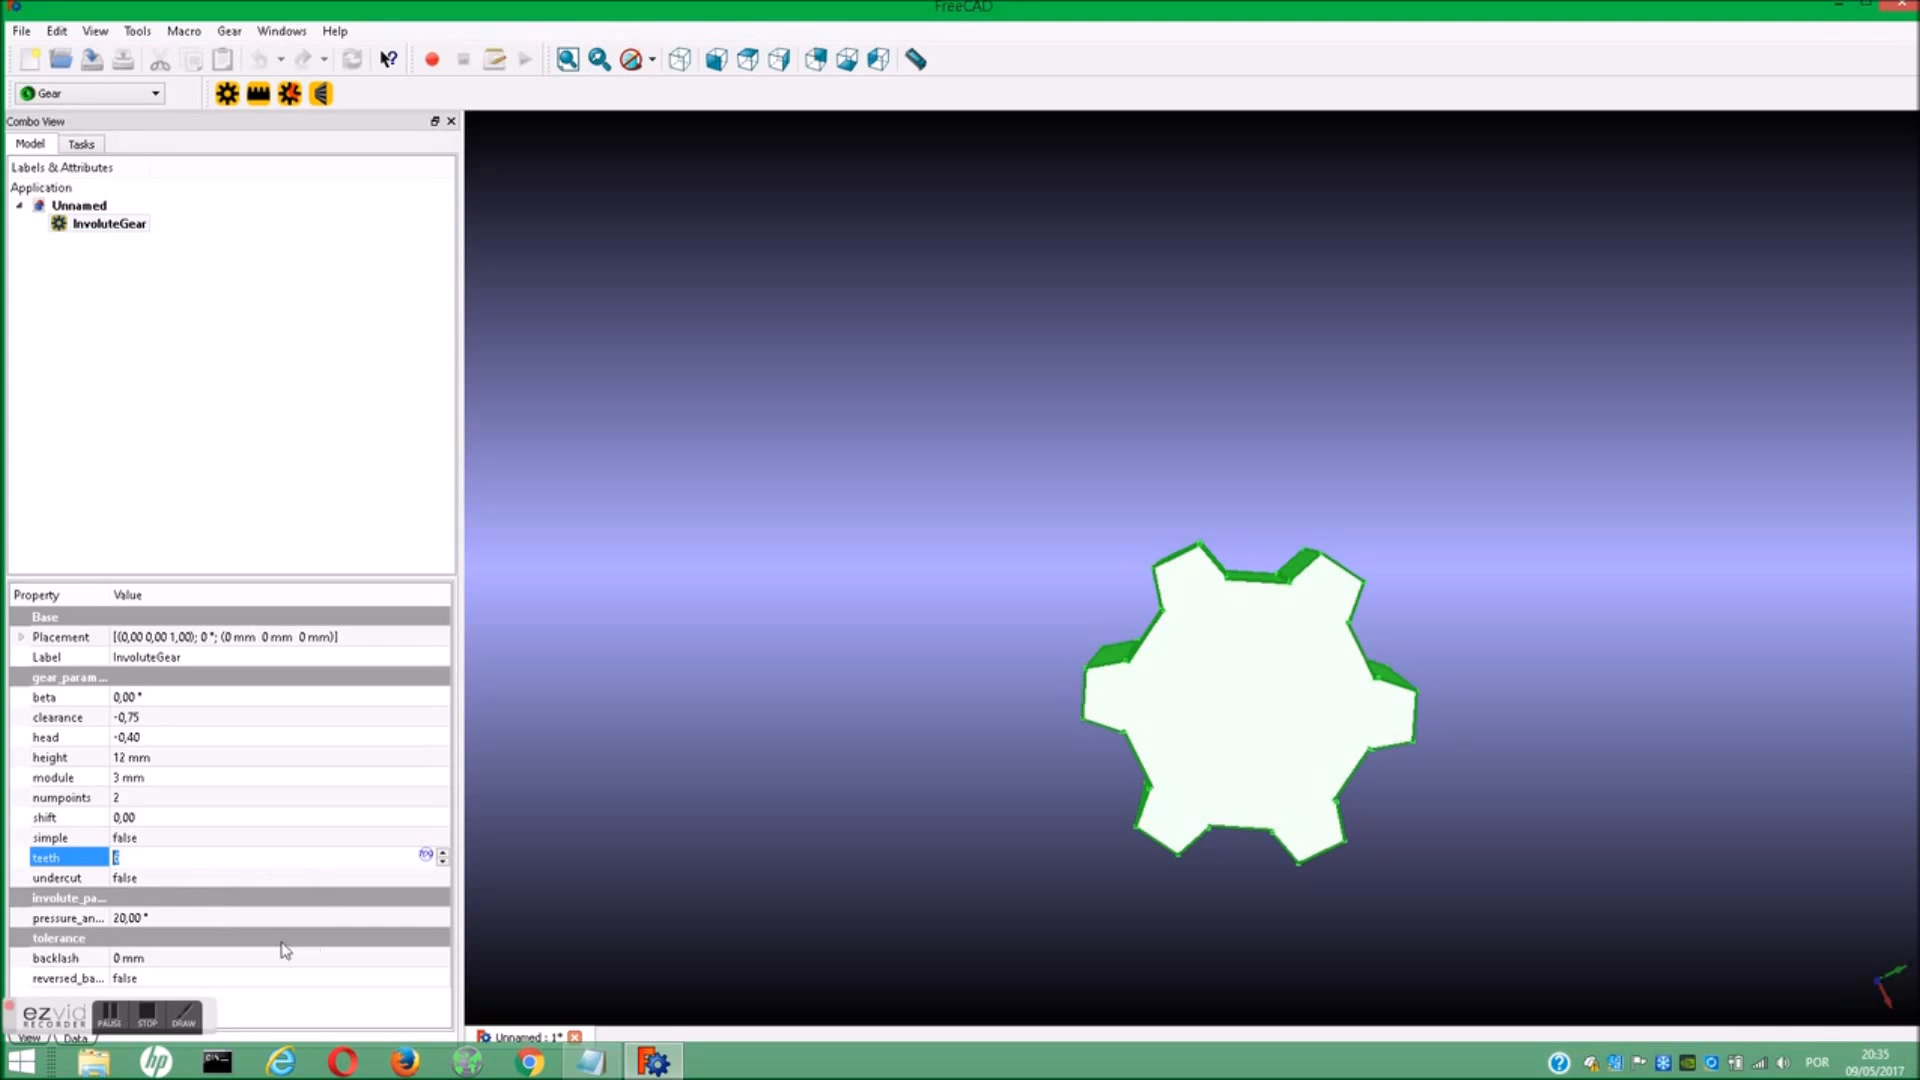 FreeCAD
File Edit View Tools Macro Gear Windows Help
Gear
Combo View
Model Tasks
Labels & Attributes
Application
Unnamed
InvoluteGear
Property Value
Base
Placement [(0,00 0,00 1,00); 0 °; (0 mm 0 mm 0 mm)]
Label InvoluteGear
gear_param...
beta 0,00 °
clearance -0,75
head -0,40
height 12 mm
module 3 mm
numpoints 2
shift 0,00
simple false
teeth 6
undercut false
involute_pa...
pressure_an... 20,00 °
tolerance
backlash 0 mm
reversed_ba... false
ezvid
RECORDER
PAUSE STOP DRAW
View Data
Unnamed : 1*
hp
POR
20:35
09/05/2017